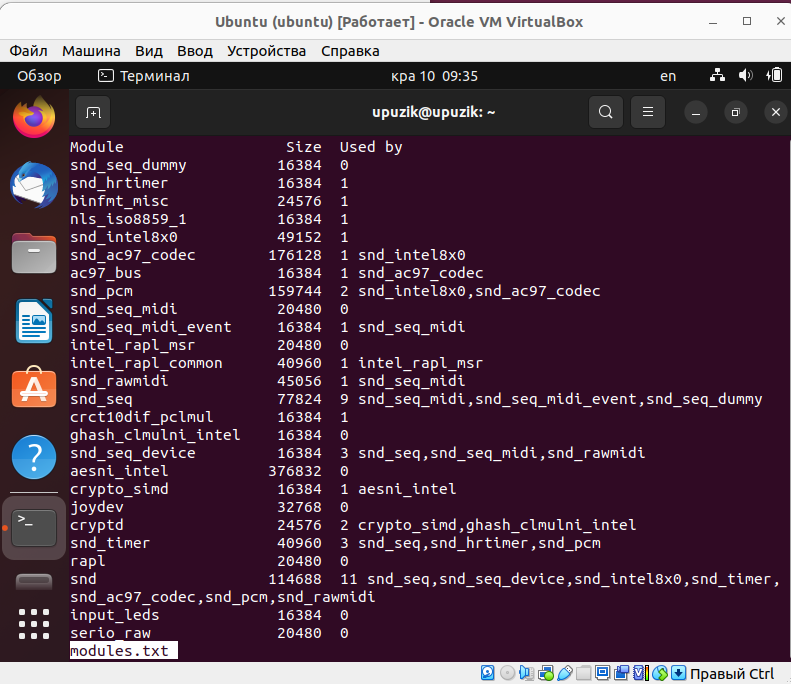 Ubuntu (ubuntu) [Работает] - Oracle VM VirtualBox
Файл Машина Вид Ввод Устройства Справка
Обзор Терминал кра 10 09:35 en
upuzik@upuzik: ~
Module Size Used by
snd_seq_dummy 16384 0
snd_hrtimer 16384 1
binfmt_misc 24576 1
nls_iso8859_1 16384 1
snd_intel8x0 49152 1
snd_ac97_codec 176128 1 snd_intel8x0
ac97_bus 16384 1 snd_ac97_codec
snd_pcm 159744 2 snd_intel8x0,snd_ac97_codec
snd_seq_midi 20480 0
snd_seq_midi_event 16384 1 snd_seq_midi
intel_rapl_msr 20480 0
intel_rapl_common 40960 1 intel_rapl_msr
snd_rawmidi 45056 1 snd_seq_midi
snd_seq 77824 9 snd_seq_midi,snd_seq_midi_event,snd_seq_dummy
crct10dif_pclmul 16384 1
ghash_clmulni_intel 16384 0
snd_seq_device 16384 3 snd_seq,snd_seq_midi,snd_rawmidi
aesni_intel 376832 0
crypto_simd 16384 1 aesni_intel
joydev 32768 0
cryptd 24576 2 crypto_simd,ghash_clmulni_intel
snd_timer 40960 3 snd_seq,snd_hrtimer,snd_pcm
rapl 20480 0
snd 114688 11 snd_seq,snd_seq_device,snd_intel8x0,snd_timer,
snd_ac97_codec,snd_pcm,snd_rawmidi
input_leds 16384 0
serio_raw 20480 0
modules.txt
Правый Ctrl